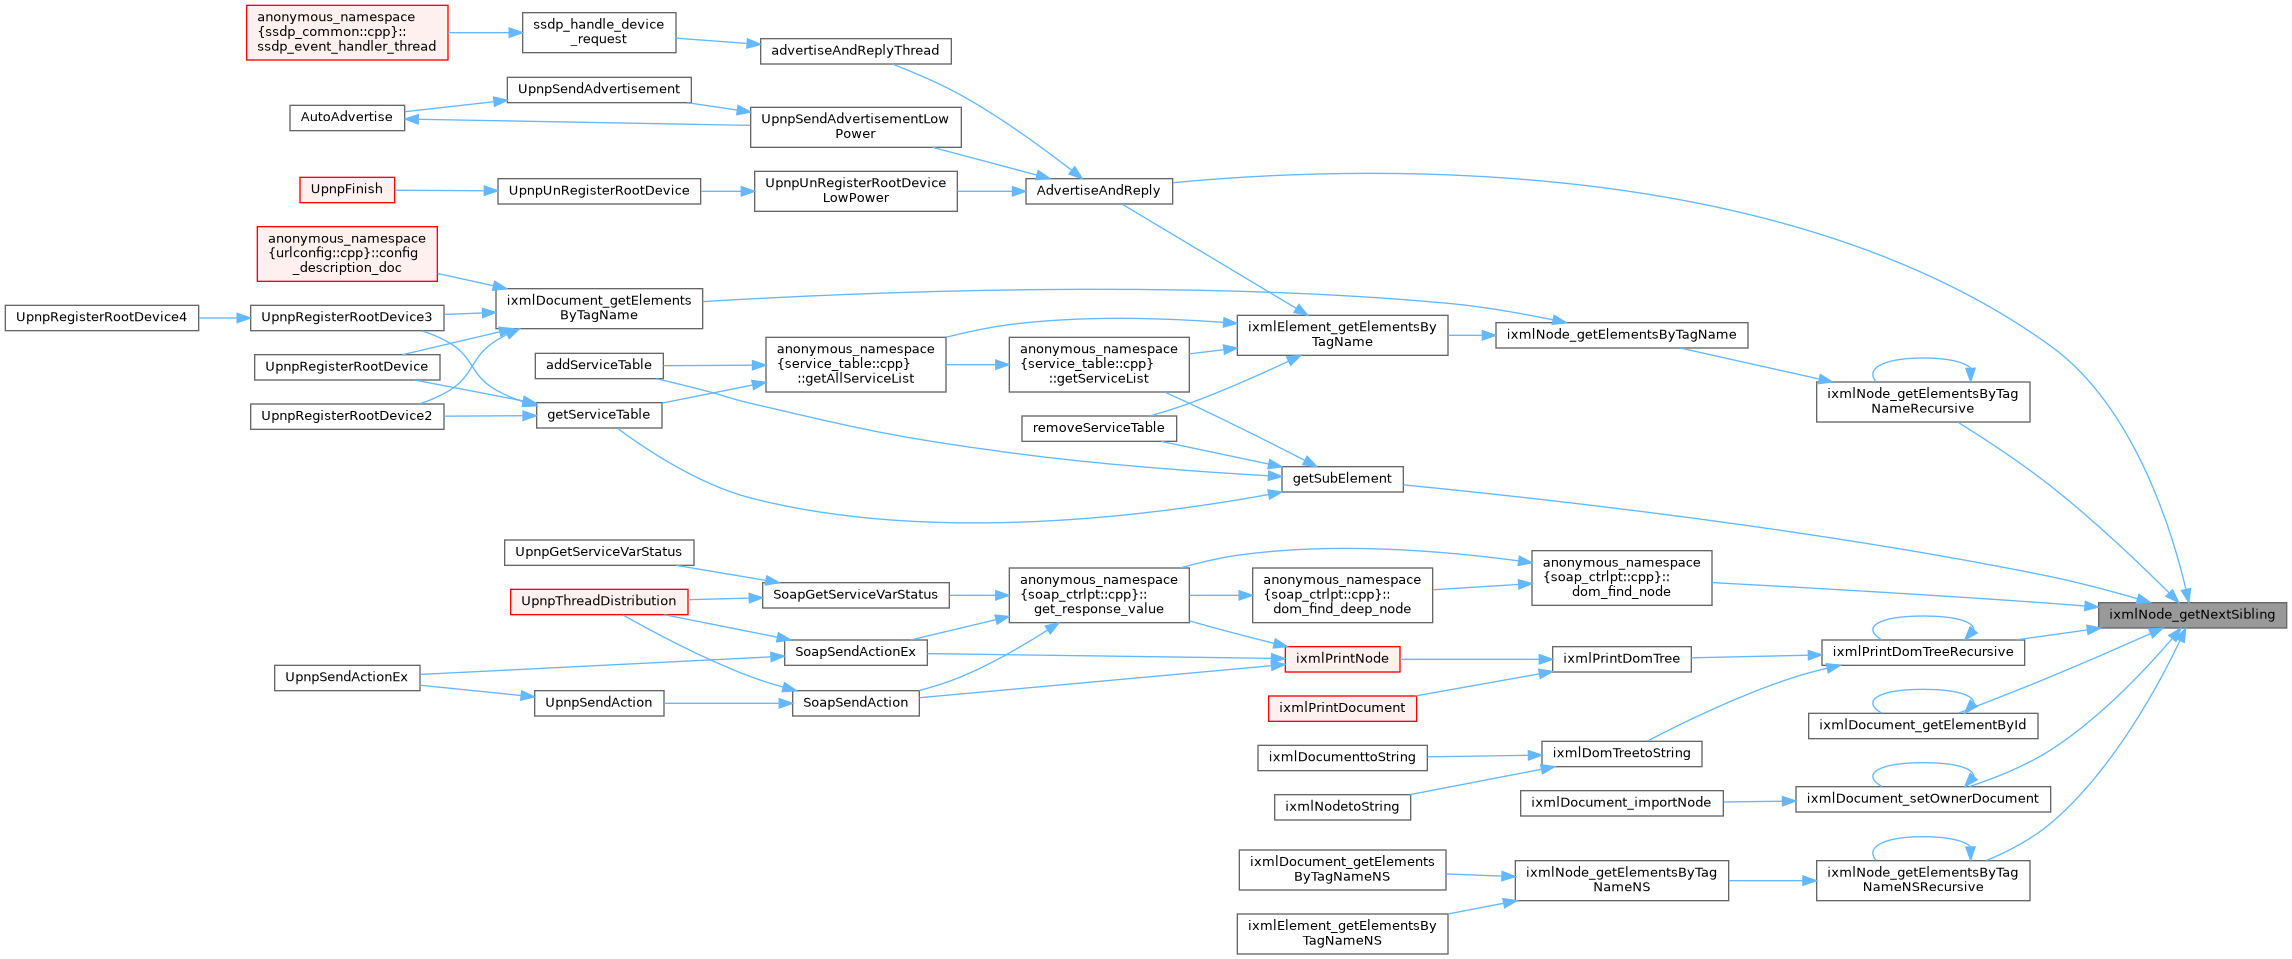 anonymous_namespace
{ssdp_common::cpp}::
ssdp_event_handler_thread
ssdp_handle_device
_request
advertiseAndReplyThread
UpnpSendAdvertisement
AutoAdvertise
UpnpSendAdvertisementLow
Power
UpnpFinish
UpnpUnRegisterRootDevice
UpnpUnRegisterRootDevice
LowPower
AdvertiseAndReply
anonymous_namespace
{urlconfig::cpp}::config
_description_doc
ixmlDocument_getElements
ByTagName
UpnpRegisterRootDevice4
UpnpRegisterRootDevice3
UpnpRegisterRootDevice
UpnpRegisterRootDevice2
addServiceTable
getServiceTable
anonymous_namespace
{service_table::cpp}
::getAllServiceList
anonymous_namespace
{service_table::cpp}
::getServiceList
ixmlElement_getElementsBy
TagName
ixmlNode_getElementsByTagName
ixmlNode_getElementsByTag
NameRecursive
removeServiceTable
getSubElement
UpnpGetServiceVarStatus
UpnpThreadDistribution
SoapGetServiceVarStatus
anonymous_namespace
{soap_ctrlpt::cpp}::
get_response_value
anonymous_namespace
{soap_ctrlpt::cpp}::
dom_find_deep_node
anonymous_namespace
{soap_ctrlpt::cpp}::
dom_find_node
ixmlNode_getNextSibling
UpnpSendActionEx
SoapSendActionEx
UpnpSendAction
SoapSendAction
ixmlPrintNode
ixmlPrintDomTree
ixmlPrintDomTreeRecursive
ixmlPrintDocument
ixmlDocument_getElementById
ixmlDocumenttoString
ixmlDomTreetoString
ixmlNodetoString
ixmlDocument_importNode
ixmlDocument_setOwnerDocument
ixmlDocument_getElements
ByTagNameNS
ixmlNode_getElementsByTag
NameNS
ixmlNode_getElementsByTag
NameNSRecursive
ixmlElement_getElementsBy
TagNameNS